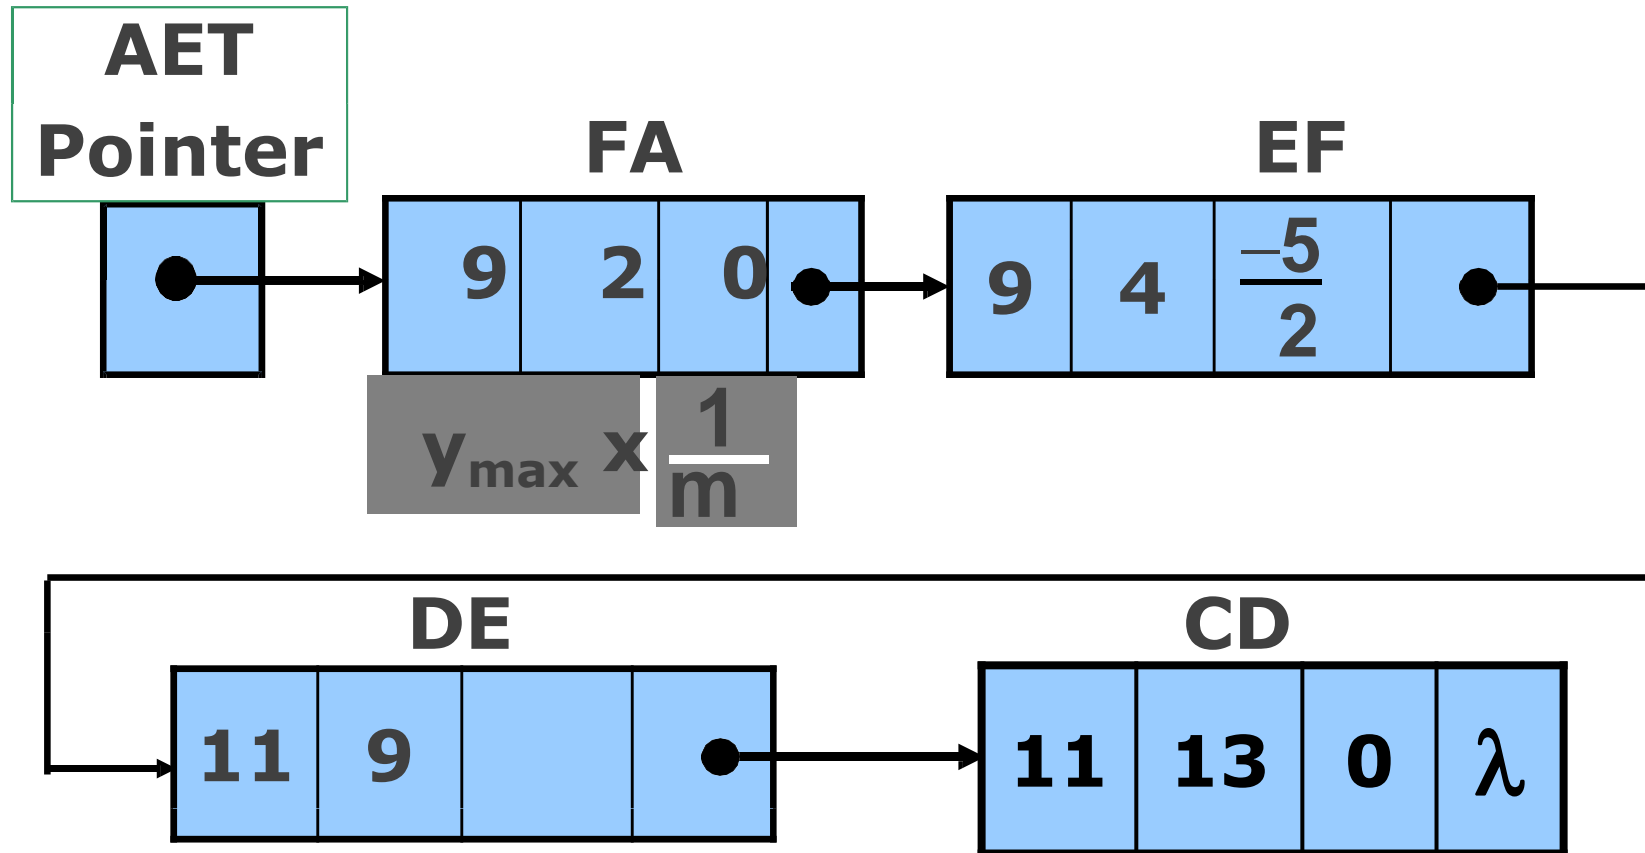 AET
Pointer
FA
EF
9 2 0
9 4 –5/2
ymax x 1/m
DE
CD
11 9
11 13 0 λ